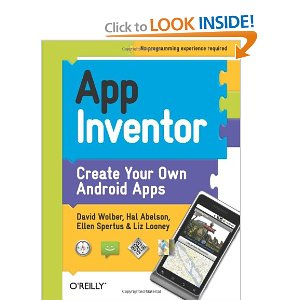 Click to LOOK INSIDE!
No programming experience required
App
Inventor
Create Your Own
Android Apps
David Wolber, Hal Abelson,
Ellen Spertus & Liz Looney
O'REILLY®